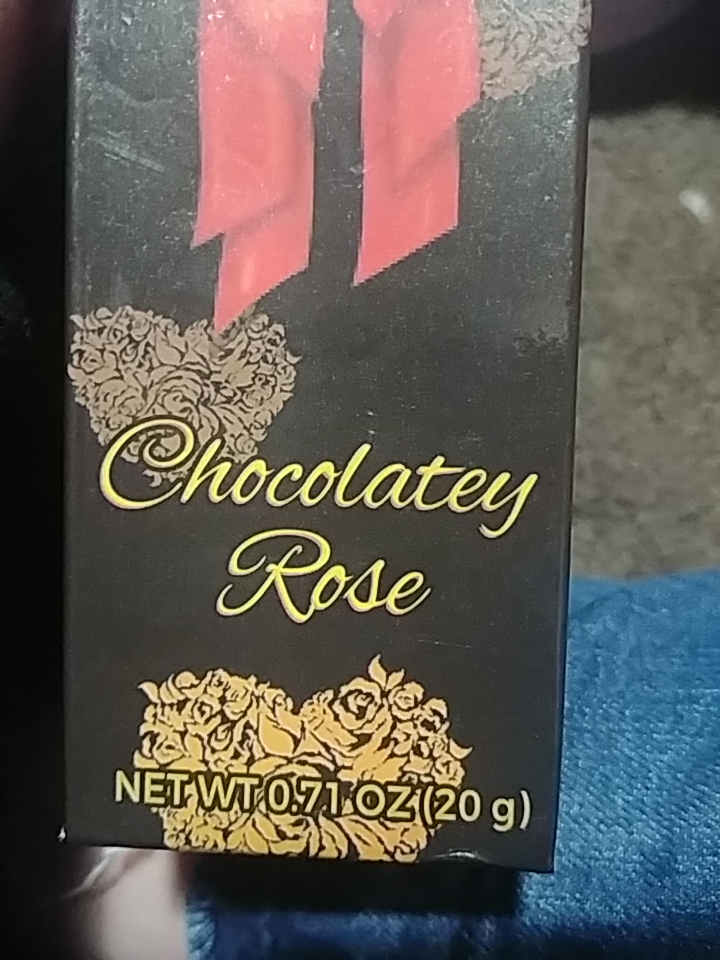 Chocolatey
Rose
NET WT 0.71 OZ (20 g)